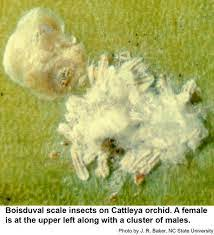 Boisduval scale insects on Cattleya orchid. A female
is at the upper left along with a cluster of males.
Photo by J. R. Baker, NC State University